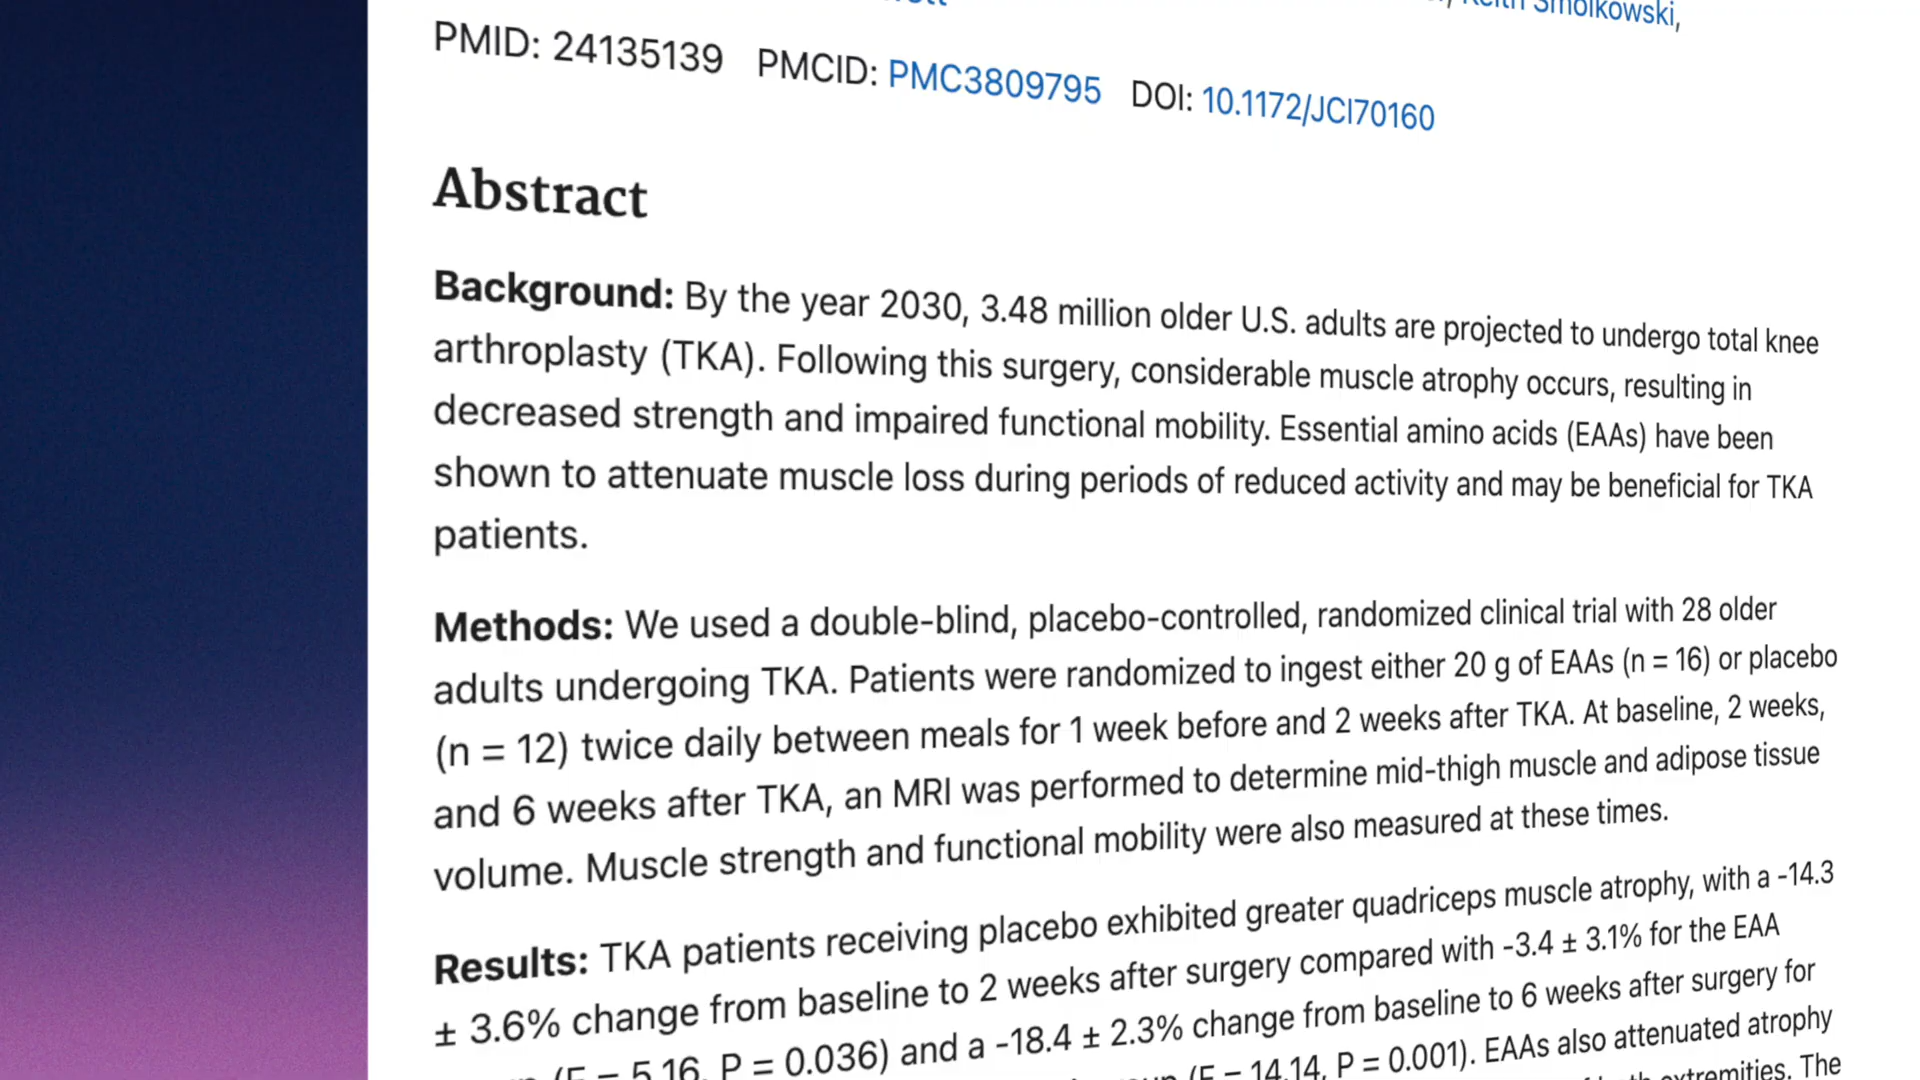 Keith Smolkowski,
PMID: 24135139 PMCID: PMC3809795 DOI: 10.1172/JCI70160
Abstract
Background: By the year 2030, 3.48 million older U.S. adults are projected to undergo total knee
arthroplasty (TKA). Following this surgery, considerable muscle atrophy occurs, resulting in
decreased strength and impaired functional mobility. Essential amino acids (EAAs) have been
shown to attenuate muscle loss during periods of reduced activity and may be beneficial for TKA
patients.
Methods: We used a double-blind, placebo-controlled, randomized clinical trial with 28 older
adults undergoing TKA. Patients were randomized to ingest either 20 g of EAAs (n = 16) or placebo
(n = 12) twice daily between meals for 1 week before and 2 weeks after TKA. At baseline, 2 weeks,
and 6 weeks after TKA, an MRI was performed to determine mid-thigh muscle and adipose tissue
volume. Muscle strength and functional mobility were also measured at these times.
Results: TKA patients receiving placebo exhibited greater quadriceps muscle atrophy, with a -14.3
± 3.6% change from baseline to 2 weeks after surgery compared with -3.4 ± 3.1% for the EAA
(F = 5.16, P = 0.036) and a -18.4 ± 2.3% change from baseline to 6 weeks after surgery for
(F = 14.14, P = 0.001). EAAs also attenuated atrophy
extremities. The